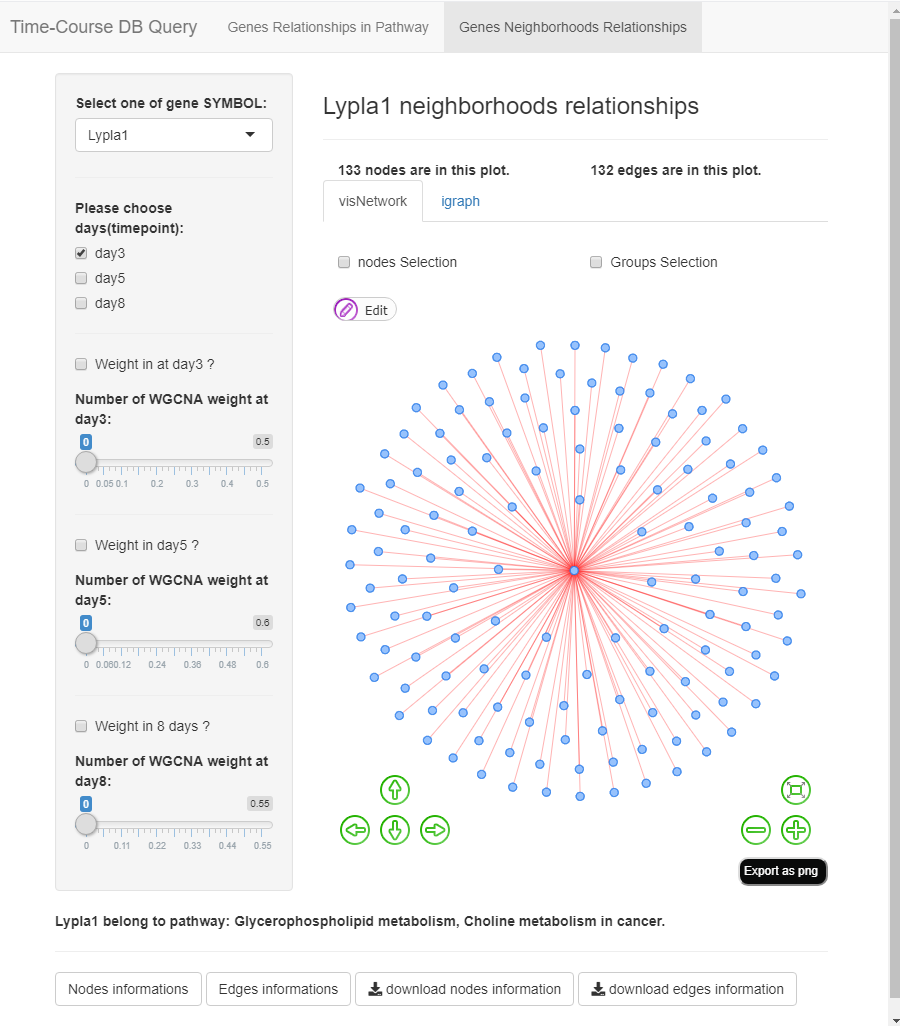 Time-Course DB Query
Genes Relationships in Pathway
Genes Neighborhoods Relationships
Select one of gene SYMBOL:
Lypla1
Please choose
days(timepoint):
day3
day5
day8
Weight in at day3 ?
Number of WGCNA weight at
day3:
0
0.5
0 0.05 0.1 0.2 0.3 0.4 0.5
Weight in day5 ?
Number of WGCNA weight at
day5:
0
0.6
0 0.06 0.12 0.24 0.36 0.48 0.6
Weight in 8 days ?
Number of WGCNA weight at
day8:
0
0.55
0 0.11 0.22 0.33 0.44 0.55
Lypla1 neighborhoods relationships
133 nodes are in this plot.
132 edges are in this plot.
visNetwork
igraph
nodes Selection
Groups Selection
Edit
Export as png
Lypla1 belong to pathway: Glycerophospholipid metabolism, Choline metabolism in cancer.
Nodes informations
Edges informations
download nodes information
download edges information